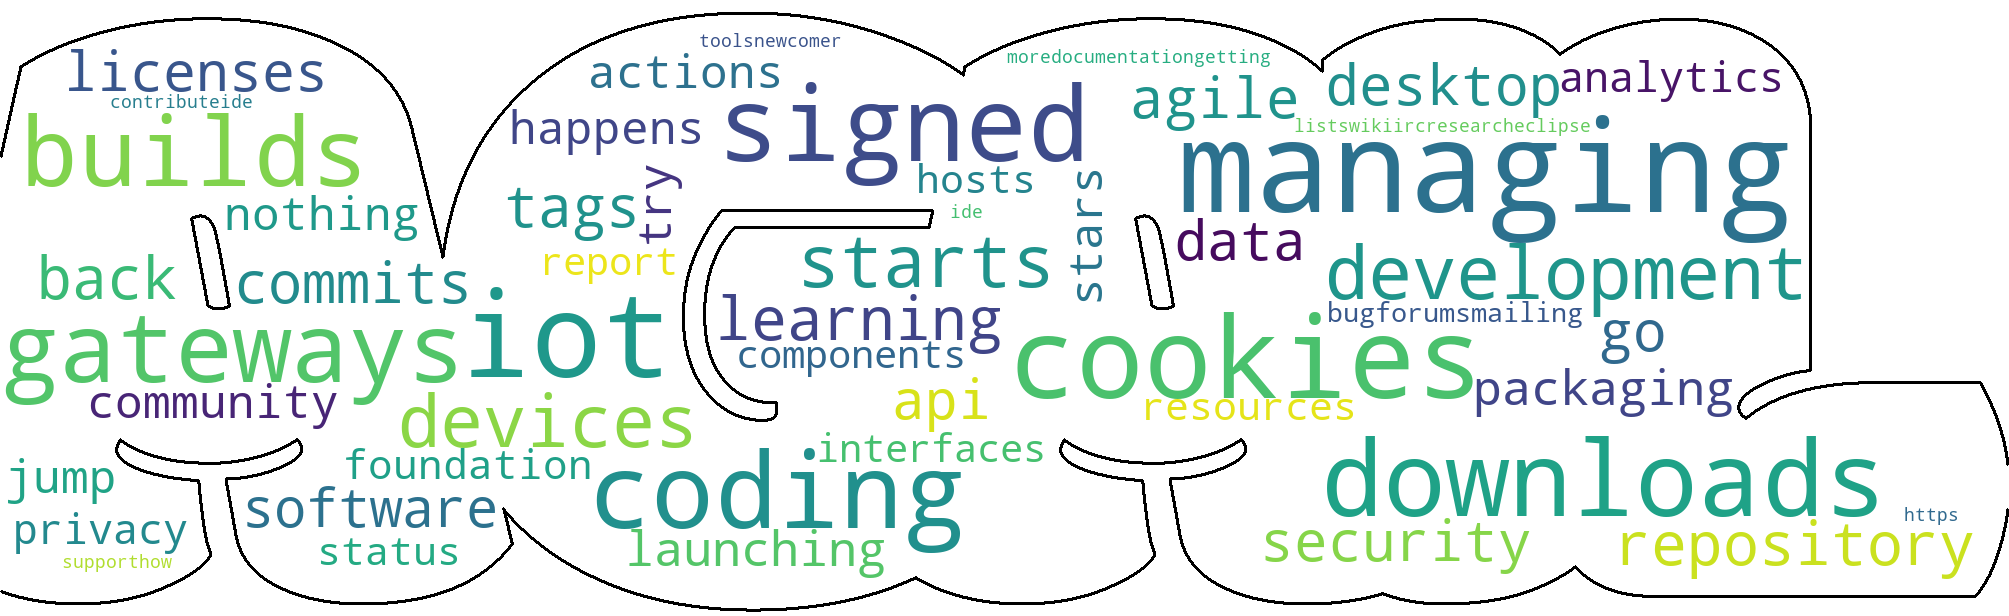 toolsnewcomer
licenses
actions
moredocumentationgetting
desktop
analytics
contributeide
signed
agile
builds
happens
listswikiircresearcheclipse
managing
nothing
tags
try
hosts
stars
ide
data
back
commits
report
starts
development
gateways
iot
learning
components
cookies
bugforumsmailing
go
community
devices
api
resources
packaging
jump
foundation
interfaces
downloads
privacy
software
coding
https
supporthow
status
launching
security
repository